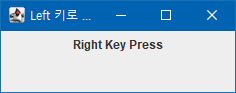 Left 키로 ...
Right Key Press